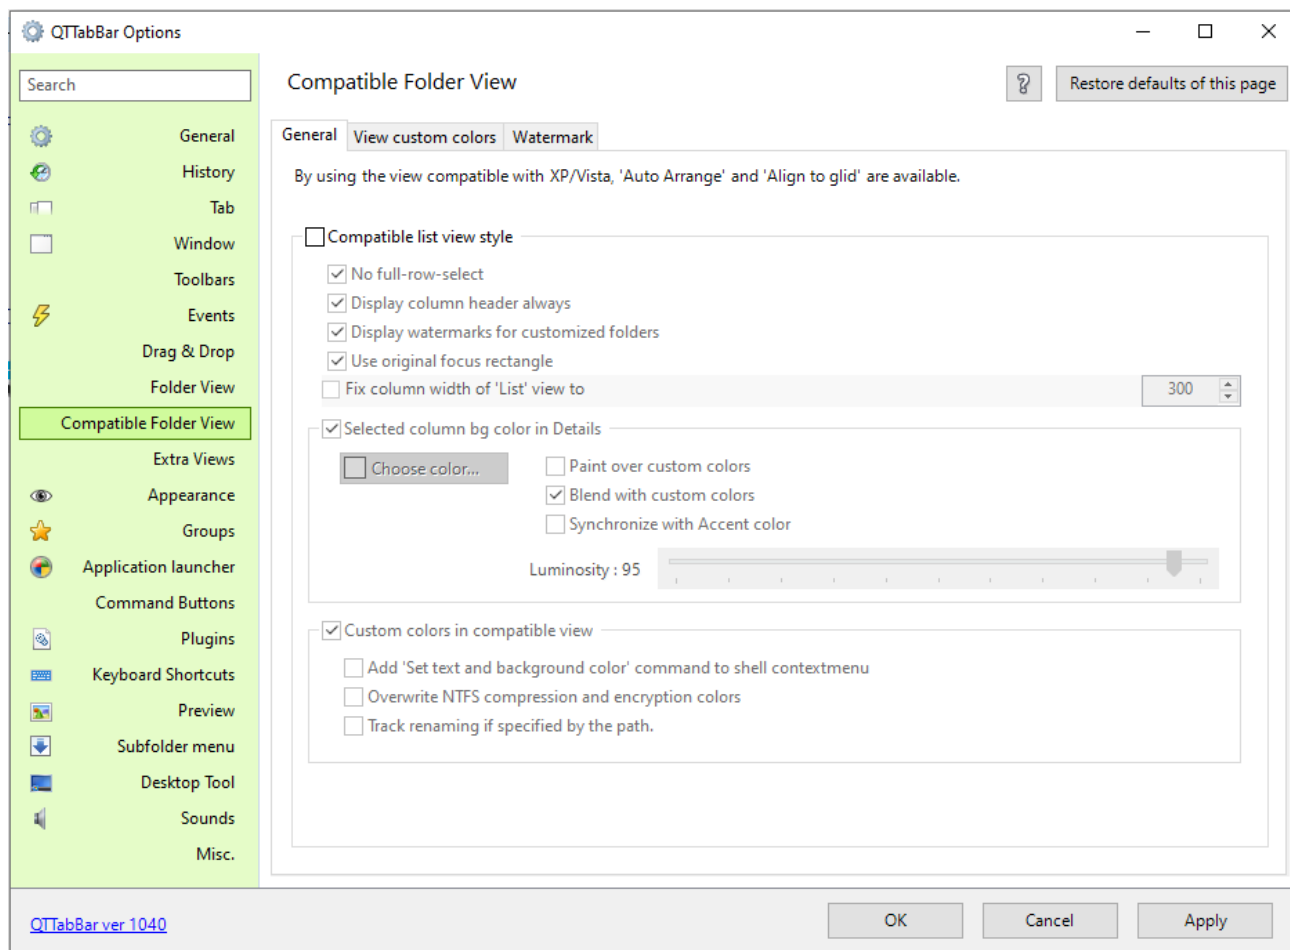 QTTabBar Options
Search
General
History
Tab
Window
Toolbars
Events
Drag & Drop
Folder View
Compatible Folder View
Extra Views
Appearance
Groups
Application launcher
Command Buttons
Plugins
Keyboard Shortcuts
Preview
Subfolder menu
Desktop Tool
Sounds
Misc.
QTTabBar ver 1040
Compatible Folder View
? Restore defaults of this page
General View custom colors Watermark
By using the view compatible with XP/Vista, 'Auto Arrange' and 'Align to glid' are available.
Compatible list view style
No full-row-select
Display column header always
Display watermarks for customized folders
Use original focus rectangle
Fix column width of 'List' view to 300
Selected column bg color in Details
Choose color...
Paint over custom colors
Blend with custom colors
Synchronize with Accent color
Luminosity : 95
Custom colors in compatible view
Add 'Set text and background color' command to shell contextmenu
Overwrite NTFS compression and encryption colors
Track renaming if specified by the path.
OK Cancel Apply